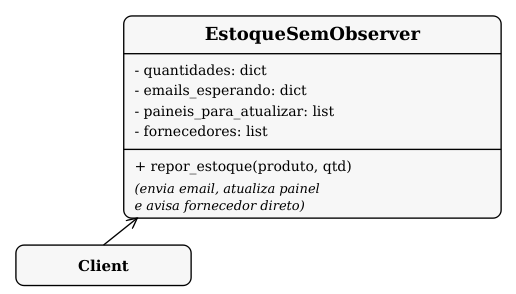 EstoqueSemObserver
- quantidades: dict
- emails_esperando: dict
- paineis_para_atualizar: list
- fornecedores: list
+ repor_estoque(produto, qtd)
(envia email, atualiza painel
e avisa fornecedor direto)
Client